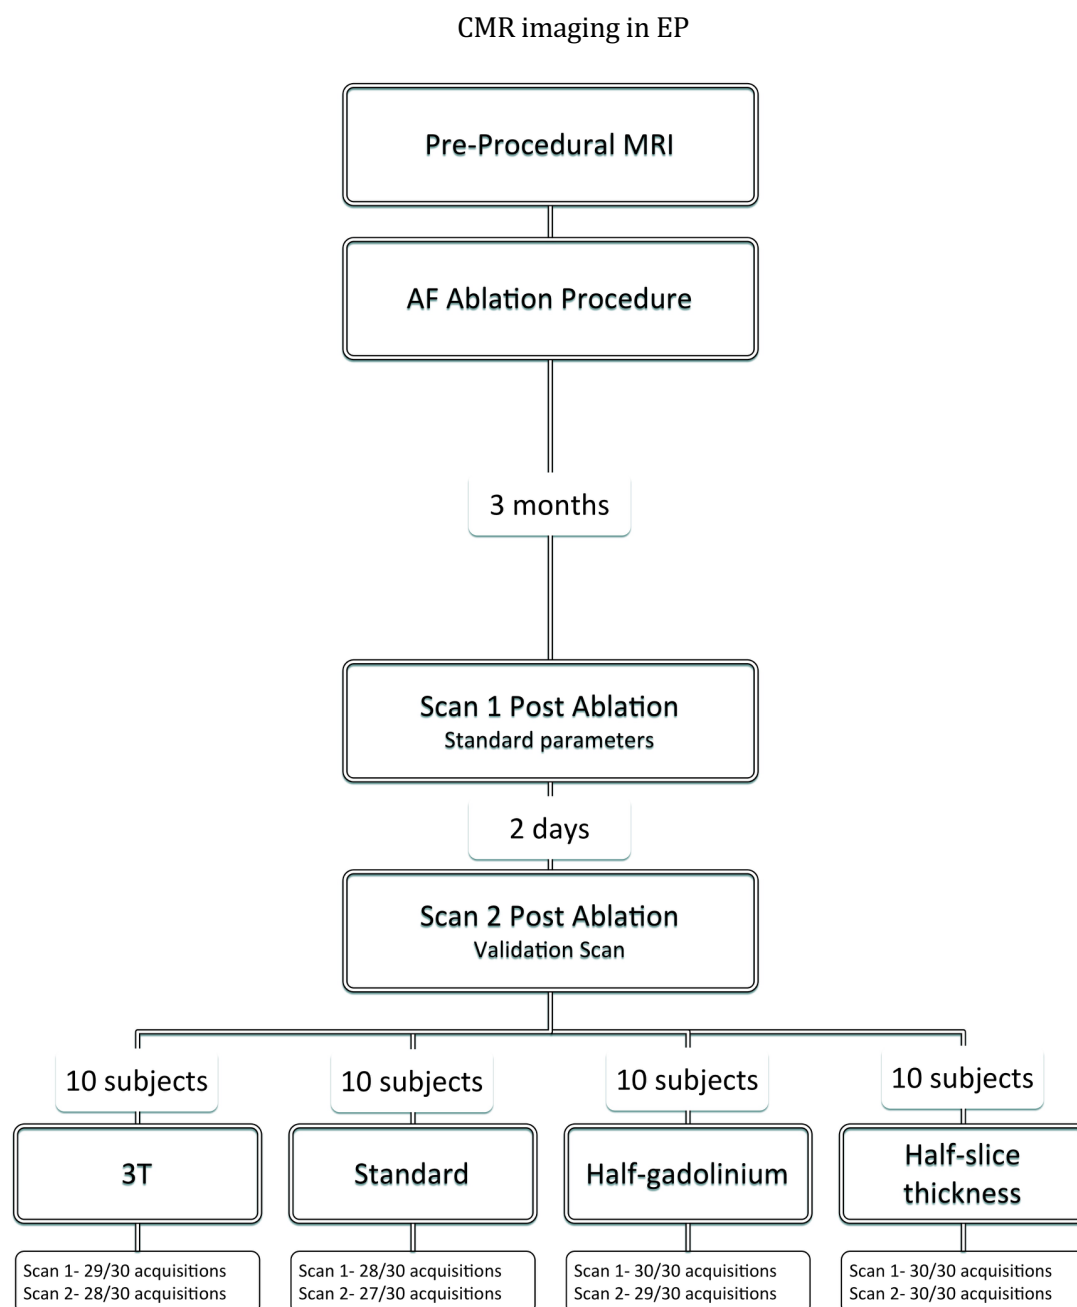 CMR imaging in EP
Pre-Procedural MRI
AF Ablation Procedure
3 months
Scan 1 Post Ablation
Standard parameters
2 days
Scan 2 Post Ablation
Validation Scan
10 subjects
10 subjects
10 subjects
10 subjects
3T
Standard
Half-gadolinium
Half-slice
thickness
Scan 1- 29/30 acquisitions
Scan 2- 28/30 acquisitions
Scan 1- 28/30 acquisitions
Scan 2- 27/30 acquisitions
Scan 1- 30/30 acquisitions
Scan 2- 29/30 acquisitions
Scan 1- 30/30 acquisitions
Scan 2- 30/30 acquisitions